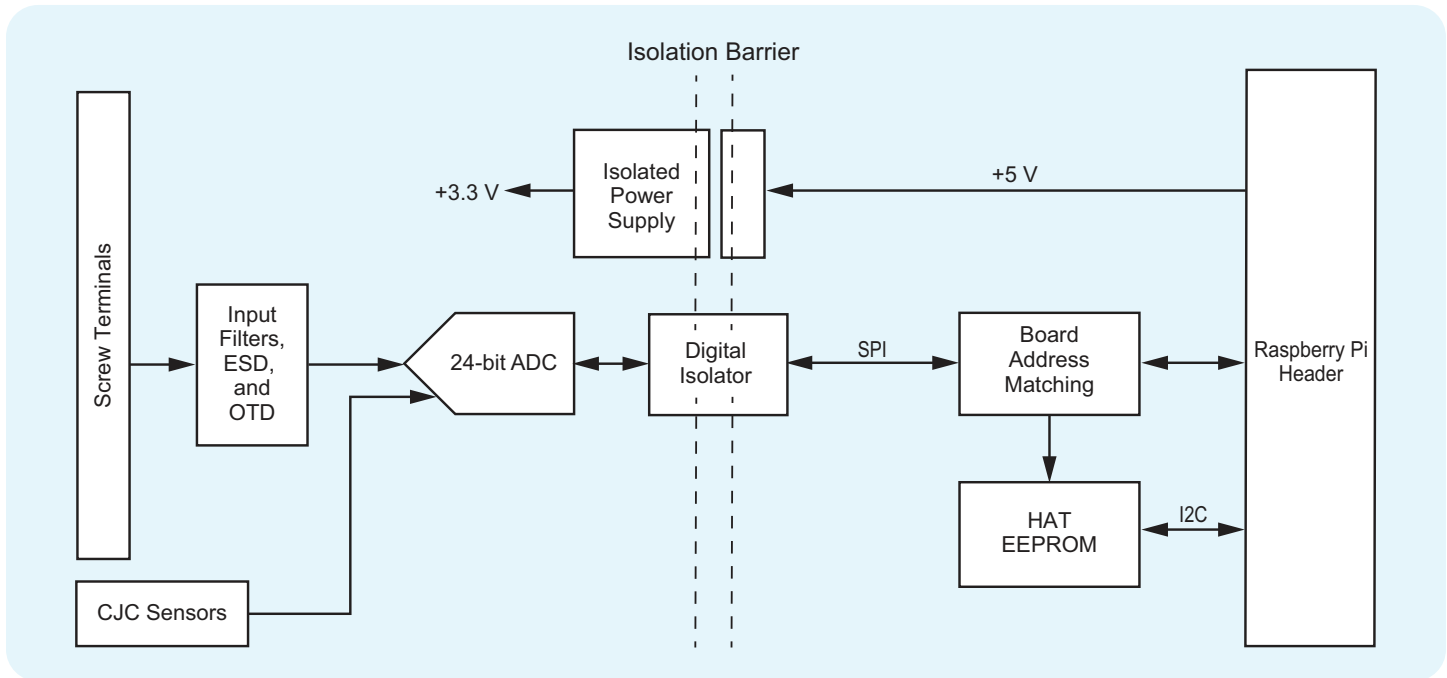 Isolation Barrier
Screw Terminals
+3.3 V
Isolated
Power
Supply
+5 V
Input
Filters,
ESD,
and
OTD
24-bit ADC
Digital
Isolator
SPI
Board
Address
Matching
Raspberry Pi
Header
HAT
EEPROM
I2C
CJC Sensors